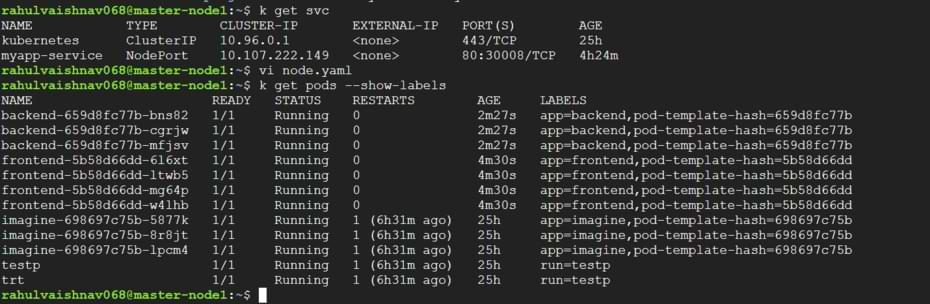 rahulvaishnav068@master-node1:~$ k get svc
NAME TYPE CLUSTER-IP EXTERNAL-IP PORT(S) AGE
kubernetes ClusterIP 10.96.0.1 <none> 443/TCP 25h
myapp-service NodePort 10.107.222.149 <none> 80:30008/TCP 4h24m
rahulvaishnav068@master-node1:~$ vi node.yaml
rahulvaishnav068@master-node1:~$ k get pods --show-labels
NAME READY STATUS RESTARTS AGE LABELS
backend-659d8fc77b-bns82 1/1 Running 0 2m27s app=backend,pod-template-hash=659d8fc77b
backend-659d8fc77b-cgrjw 1/1 Running 0 2m27s app=backend,pod-template-hash=659d8fc77b
backend-659d8fc77b-mfjsv 1/1 Running 0 2m27s app=backend,pod-template-hash=659d8fc77b
frontend-5b58d66dd-6l6xt 1/1 Running 0 4m30s app=frontend,pod-template-hash=5b58d66dd
frontend-5b58d66dd-ltwb5 1/1 Running 0 4m30s app=frontend,pod-template-hash=5b58d66dd
frontend-5b58d66dd-mg64p 1/1 Running 0 4m30s app=frontend,pod-template-hash=5b58d66dd
frontend-5b58d66dd-w4lhb 1/1 Running 0 4m30s app=frontend,pod-template-hash=5b58d66dd
imagine-698697c75b-5877k 1/1 Running 1 (6h31m ago) 25h app=imagine,pod-template-hash=698697c75b
imagine-698697c75b-8r8jt 1/1 Running 1 (6h31m ago) 25h app=imagine,pod-template-hash=698697c75b
imagine-698697c75b-lpcm4 1/1 Running 1 (6h31m ago) 25h app=imagine,pod-template-hash=698697c75b
testp 1/1 Running 1 (6h31m ago) 25h run=testp
trt 1/1 Running 1 (6h31m ago) 25h run=testp
rahulvaishnav068@master-node1:~$